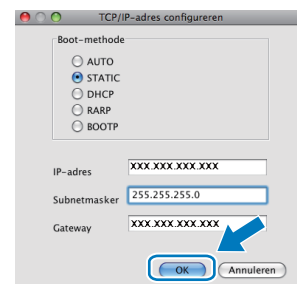 TCP/IP-adres configureren
Boot-methode
AUTO
STATIC
DHCP
RARP
BOOTP
IP-adres XXX.XXX.XXX.XXX
Subnetmasker 255.255.255.0
Gateway XXX.XXX.XXX.XXX
OK Annuleren